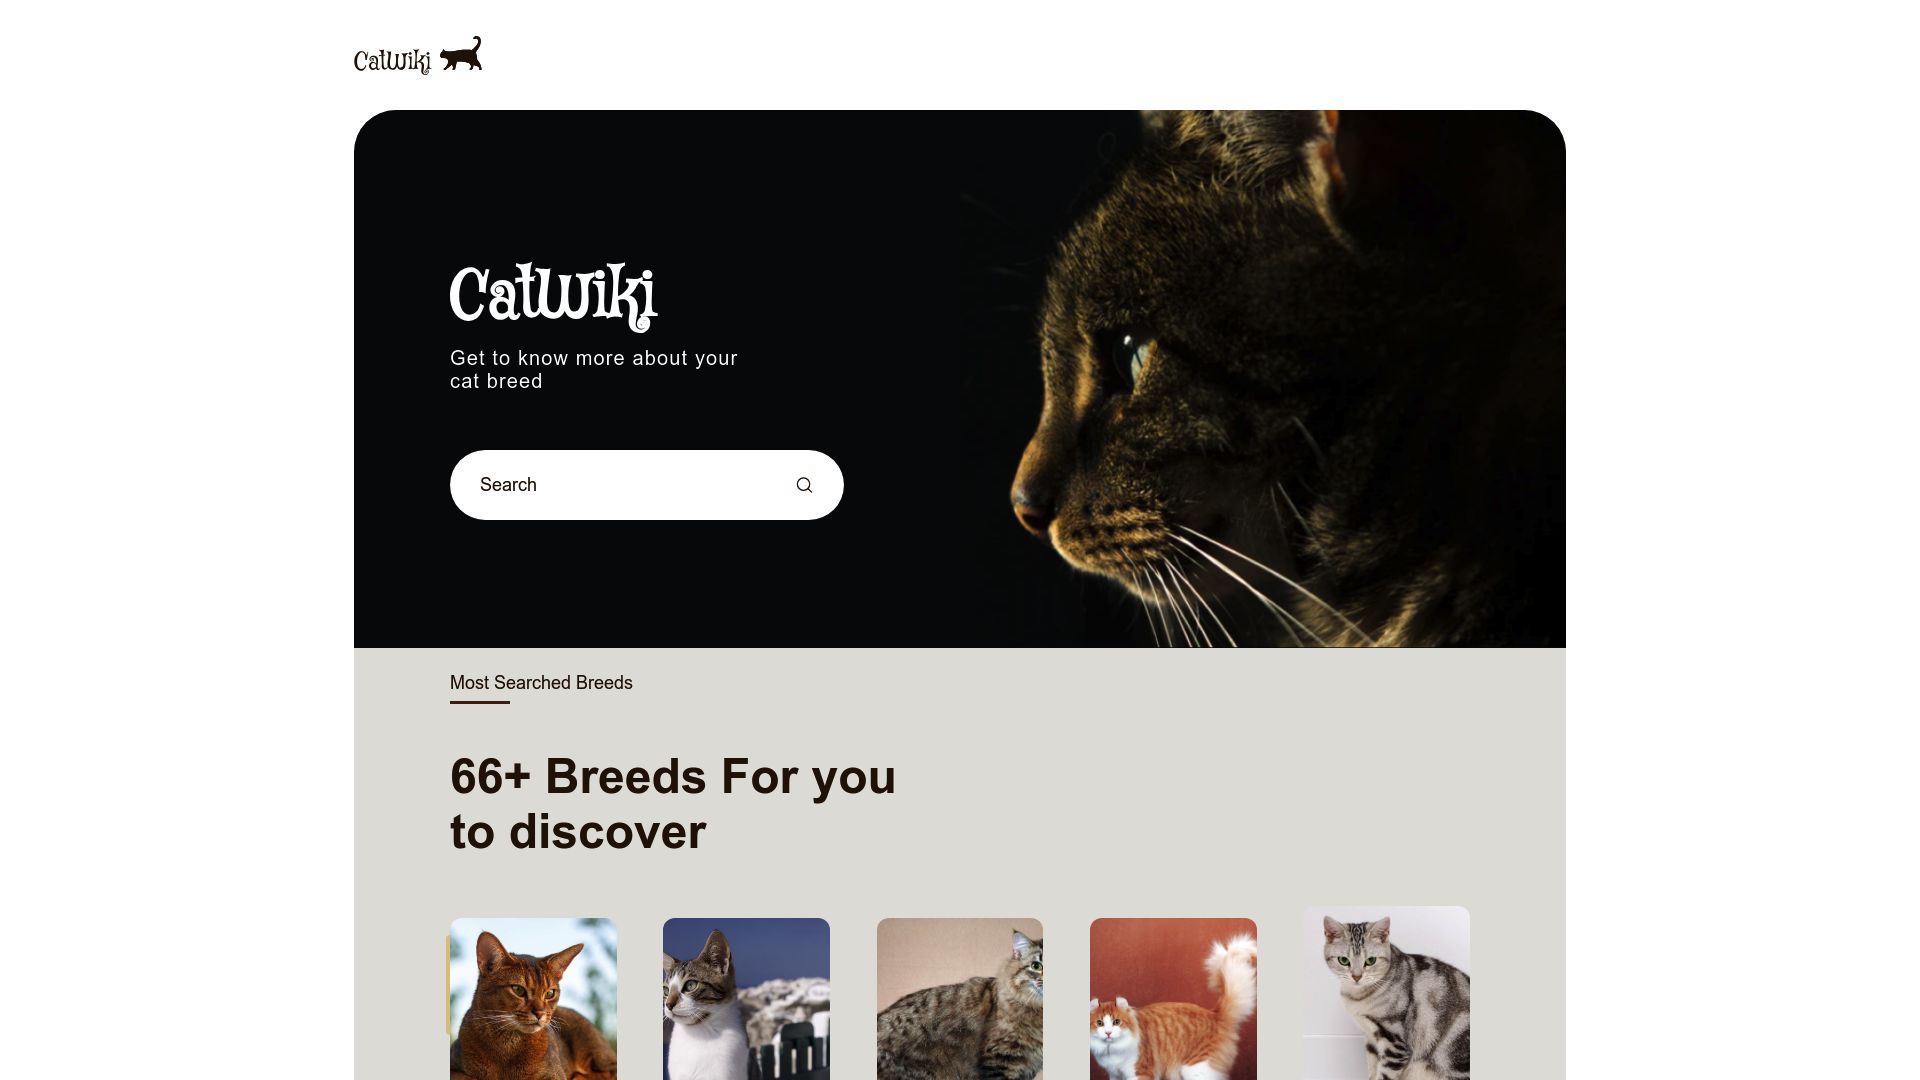 CatWiki
CatWiki
Get to know more about your
cat breed
Search
Most Searched Breeds
66+ Breeds For you
to discover